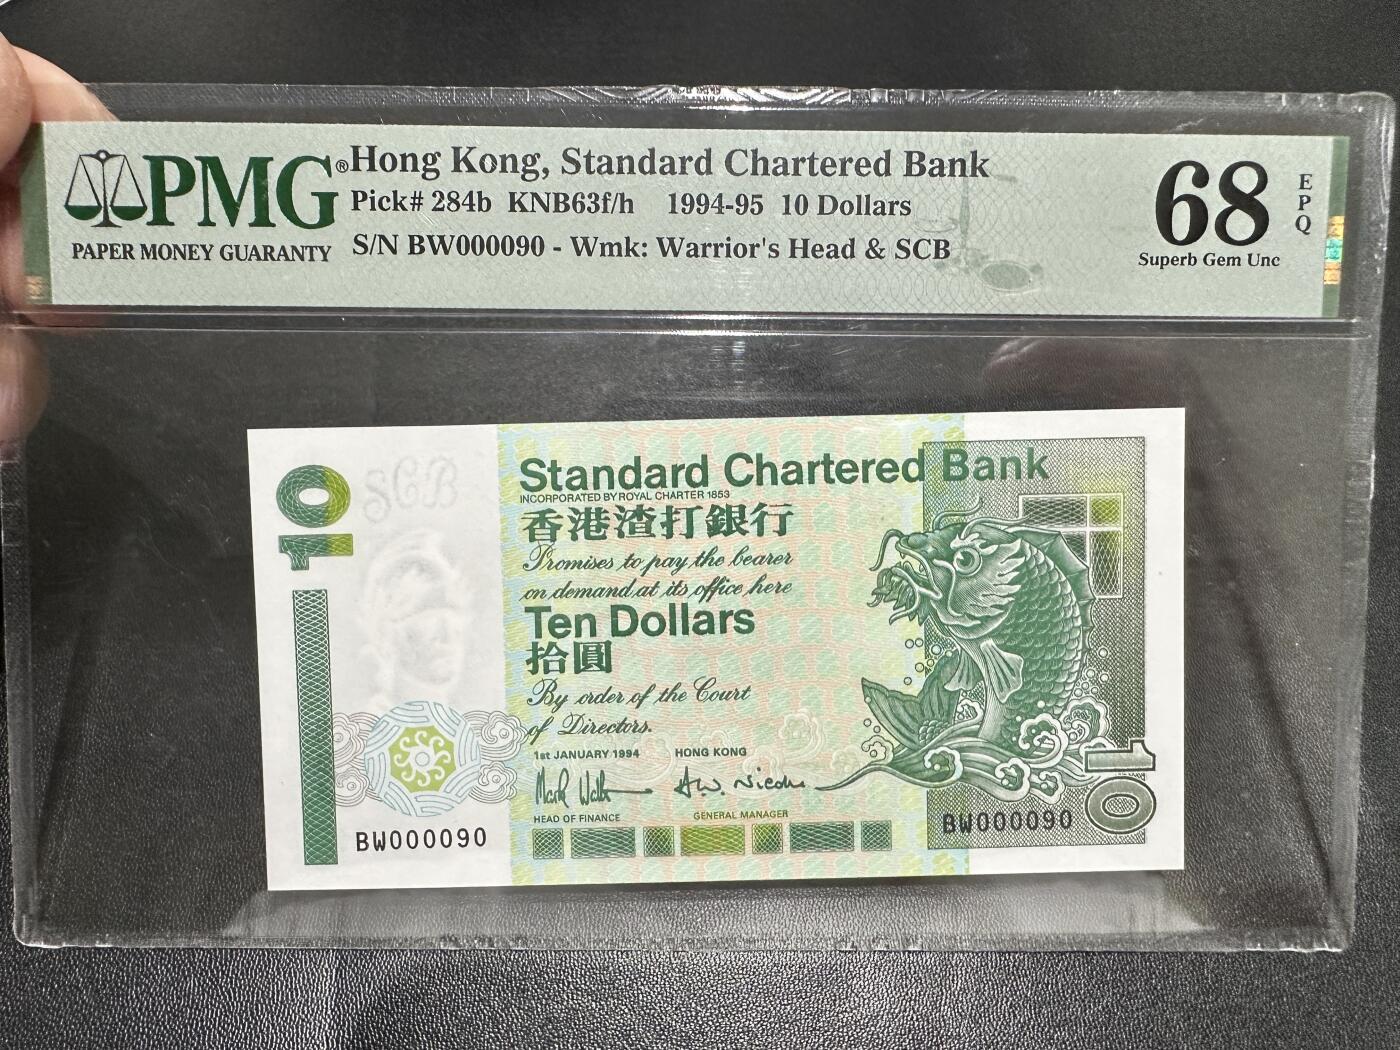 PMG®
PAPER MONEY GUARANTY
Hong Kong, Standard Chartered Bank
Pick# 284b KNB63f/h 1994-95 10 Dollars
S/N BW000090 - Wmk: Warrior's Head & SCB
68
EPQ
Superb Gem Unc
10
SCB
Standard Chartered Bank
INCORPORATED BY ROYAL CHARTER 1853
香港渣打銀行
Promises to pay the bearer
on demand at its office here
Ten Dollars
拾圓
By order of the Court
of Directors.
1st JANUARY 1994 HONG KONG
HEAD OF FINANCE GENERAL MANAGER
BW000090
BW000090
10